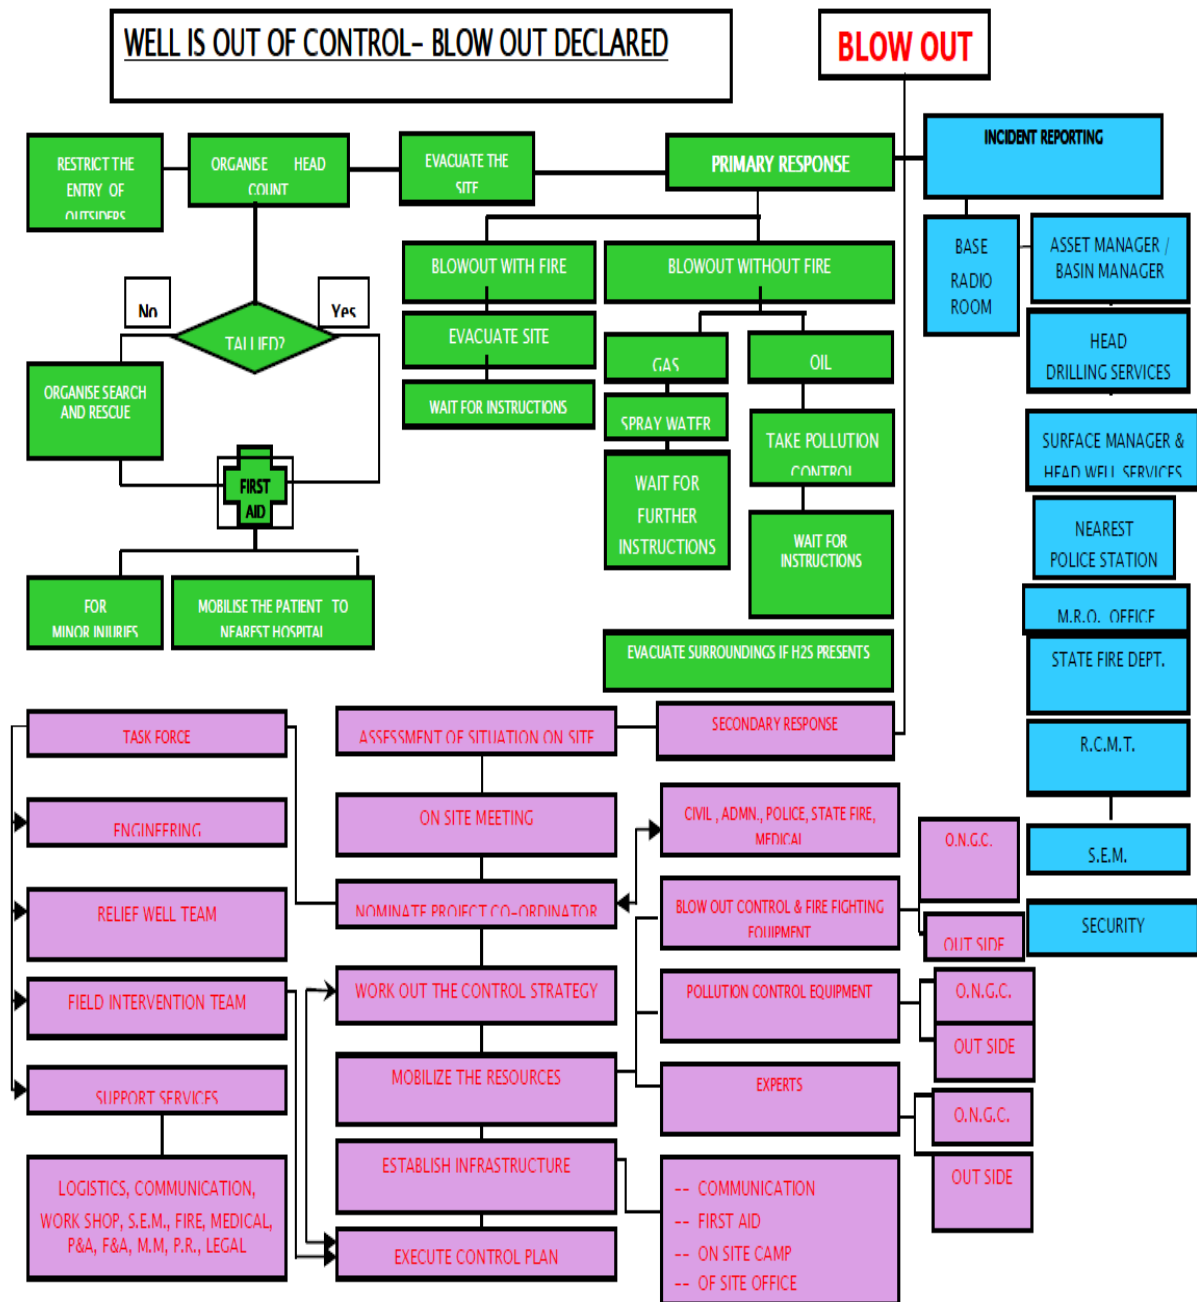 WELL IS OUT OF CONTROL- BLOW OUT DECLARED
BLOW OUT
RESTRICT THE
ENTRY OF
OUTSIDERS
ORGANISE HEAD
COUNT
EVACUATE THE
SITE
PRIMARY RESPONSE
INCIDENT REPORTING
BASE
RADIO
ROOM
ASSET MANAGER /
BASIN MANAGER
HEAD
DRILLING SERVICES
SURFACE MANAGER &
HEAD WELL SERVICES
NEAREST
POLICE STATION
M.R.O. OFFICE
STATE FIRE DEPT.
R.C.M.T.
S.E.M.
SECURITY
BLOWOUT WITH FIRE
EVACUATE SITE
WAIT FOR INSTRUCTIONS
BLOWOUT WITHOUT FIRE
GAS
SPRAY WATER
WAIT FOR
FURTHER
INSTRUCTIONS
OIL
TAKE POLLUTION
CONTROL
WAIT FOR
INSTRUCTIONS
EVACUATE SURROUNDINGS IF H2S PRESENTS
No
Yes
TALLIED?
ORGANISE SEARCH
AND RESCUE
FIRST
AID
FOR
MINOR INJURIES
MOBILISE THE PATIENT TO
NEAREST HOSPITAL
TASK FORCE
ENGINEERING
RELIEF WELL TEAM
FIELD INTERVENTION TEAM
SUPPORT SERVICES
LOGISTICS, COMMUNICATION,
WORK SHOP, S.E.M., FIRE, MEDICAL,
P&A, F&A, M.M, P.R., LEGAL
ASSESSMENT OF SITUATION ON SITE
ON SITE MEETING
NOMINATE PROJECT CO-ORDINATOR
WORK OUT THE CONTROL STRATEGY
MOBILIZE THE RESOURCES
ESTABLISH INFRASTRUCTURE
EXECUTE CONTROL PLAN
SECONDARY RESPONSE
CIVIL , ADMN., POLICE, STATE FIRE,
MEDICAL
BLOW OUT CONTROL & FIRE FIGHTING
EQUIPMENT
O.N.G.C.
OUT SIDE
POLLUTION CONTROL EQUIPMENT
O.N.G.C.
OUT SIDE
EXPERTS
O.N.G.C.
OUT SIDE
-- COMMUNICATION
-- FIRST AID
-- ON SITE CAMP
-- OF SITE OFFICE